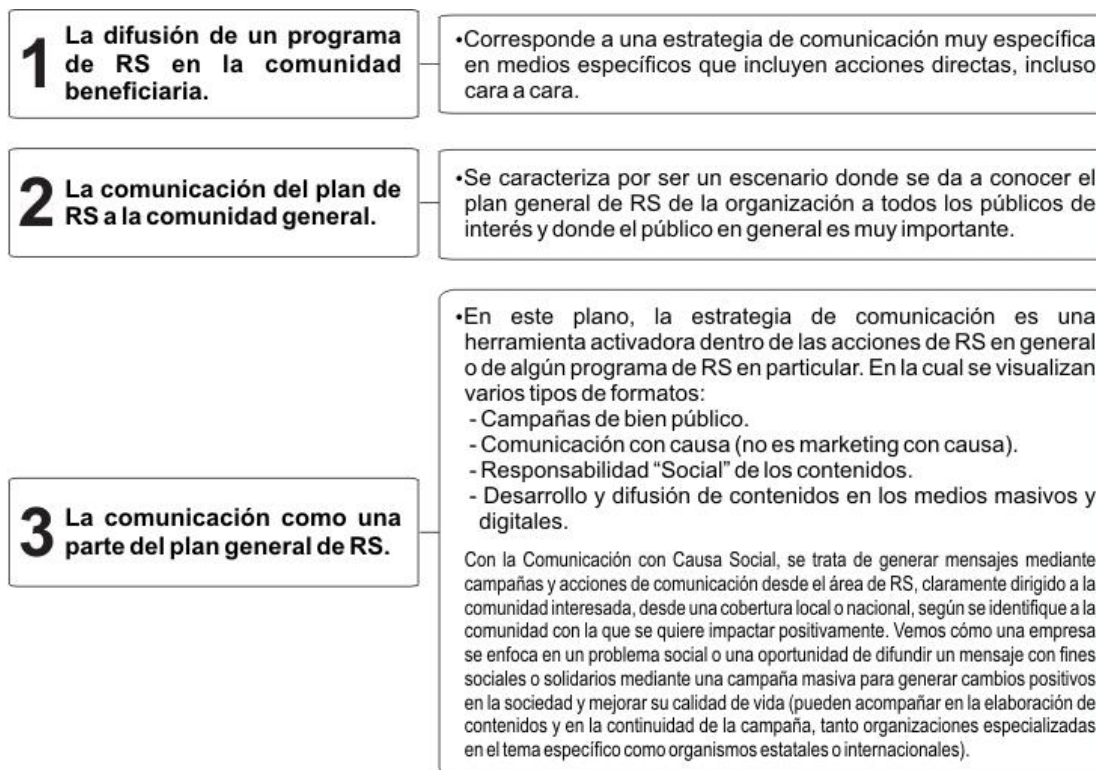 1
La difusión de un programa
de RS en la comunidad
beneficiaria.
•Corresponde a una estrategia de comunicación muy específica
en medios específicos que incluyen acciones directas, incluso
cara a cara.
2
La comunicación del plan de
RS a la comunidad general.
•Se caracteriza por ser un escenario donde se da a conocer el
plan general de RS de la organización a todos los públicos de
interés y donde el público en general es muy importante.
3
La comunicación como una
parte del plan general de RS.
•En este plano, la estrategia de comunicación es una
herramienta activadora dentro de las acciones de RS en general
o de algún programa de RS en particular. En la cual se visualizan
varios tipos de formatos:
- Campañas de bien público.
- Comunicación con causa (no es marketing con causa).
- Responsabilidad “Social” de los contenidos.
- Desarrollo y difusión de contenidos en los medios masivos y
digitales.
Con la Comunicación con Causa Social, se trata de generar mensajes mediante
campañas y acciones de comunicación desde el área de RS, claramente dirigido a la
comunidad interesada, desde una cobertura local o nacional, según se identifique a la
comunidad con la que se quiere impactar positivamente. Vemos cómo una empresa
se enfoca en un problema social o una oportunidad de difundir un mensaje con fines
sociales o solidarios mediante una campaña masiva para generar cambios positivos
en la sociedad y mejorar su calidad de vida (pueden acompañar en la elaboración de
contenidos y en la continuidad de la campaña, tanto organizaciones especializadas
en el tema específico como organismos estatales o internacionales).